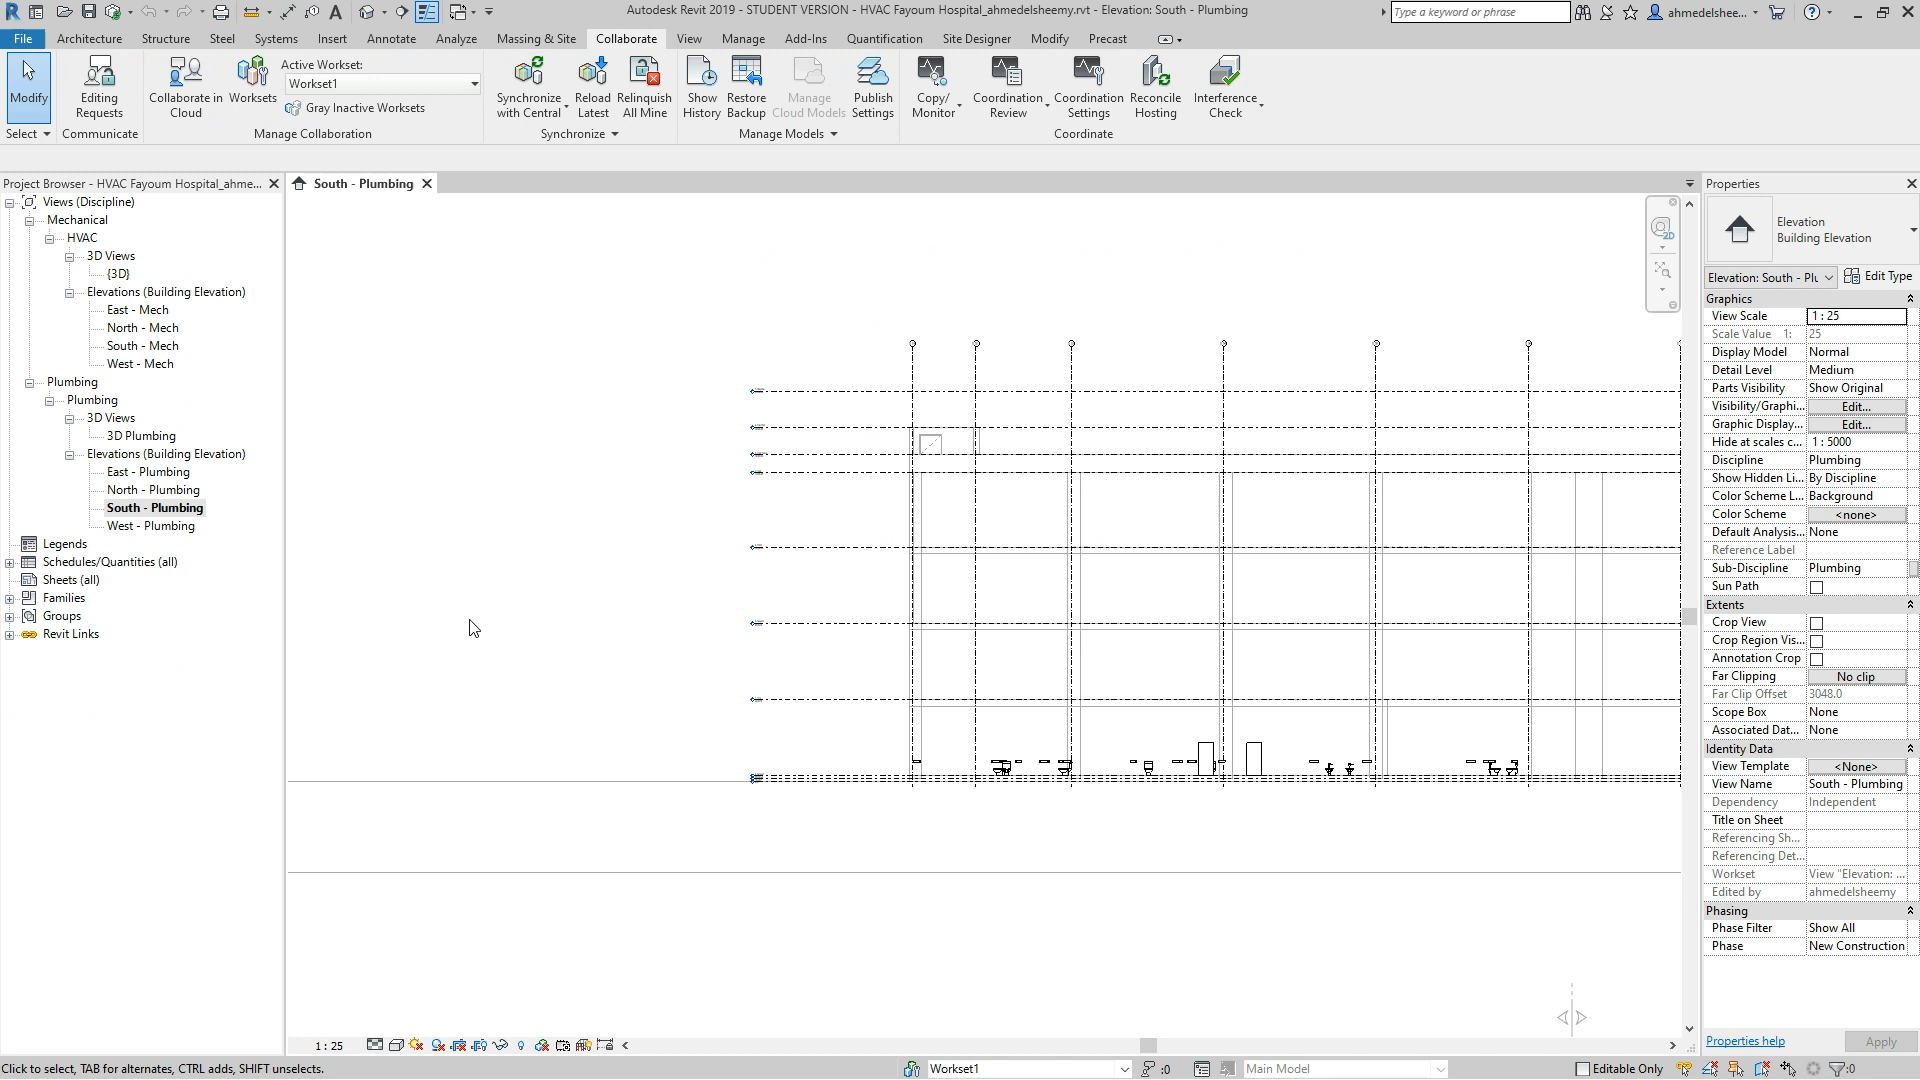 Autodesk Revit 2019 - STUDENT VERSION - HVAC Fayoum Hospital_ahmedelsheemy.rvt - Elevation: South - Plumbing
Type a keyword or phrase
ahmedelshee...
File Architecture Structure Steel Systems Insert Annotate Analyze Massing & Site Collaborate View Manage Add-Ins Quantification Site Designer Modify Precast
Modify
Editing Requests
Collaborate in Cloud
Worksets
Active Workset:
Workset1
Gray Inactive Worksets
Synchronize with Central
Reload Latest
Relinquish All Mine
Show History
Restore Backup
Manage Cloud Models
Publish Settings
Copy/ Monitor
Coordination Review
Coordination Settings
Reconcile Hosting
Interference Check
Select Communicate Manage Collaboration Synchronize Manage Models Coordinate
Project Browser - HVAC Fayoum Hospital_ahme...
Views (Discipline)
Mechanical
HVAC
3D Views
{3D}
Elevations (Building Elevation)
East - Mech
North - Mech
South - Mech
West - Mech
Plumbing
Plumbing
3D Views
3D Plumbing
Elevations (Building Elevation)
East - Plumbing
North - Plumbing
South - Plumbing
West - Plumbing
Legends
Schedules/Quantities (all)
Sheets (all)
Families
Groups
Revit Links
South - Plumbing
2D
1 : 25
Properties
Elevation
Building Elevation
Elevation: South - Plu
Edit Type
Graphics
View Scale 1 : 25
Scale Value 1: 25
Display Model Normal
Detail Level Medium
Parts Visibility Show Original
Visibility/Graphi... Edit...
Graphic Display... Edit...
Hide at scales c... 1 : 5000
Discipline Plumbing
Show Hidden Li... By Discipline
Color Scheme L... Background
Color Scheme <none>
Default Analysis... None
Reference Label
Sub-Discipline Plumbing
Sun Path
Extents
Crop View
Crop Region Vis...
Annotation Crop
Far Clipping No clip
Far Clip Offset 3048.0
Scope Box None
Associated Dat... None
Identity Data
View Template <None>
View Name South - Plumbing
Dependency Independent
Title on Sheet
Referencing Sh...
Referencing Det...
Workset View "Elevation: ...
Edited by ahmedelsheemy
Phasing
Phase Filter Show All
Phase New Construction
Properties help
Apply
Click to select, TAB for alternates, CTRL adds, SHIFT unselects.
Workset1
:0
Main Model
Editable Only
:0